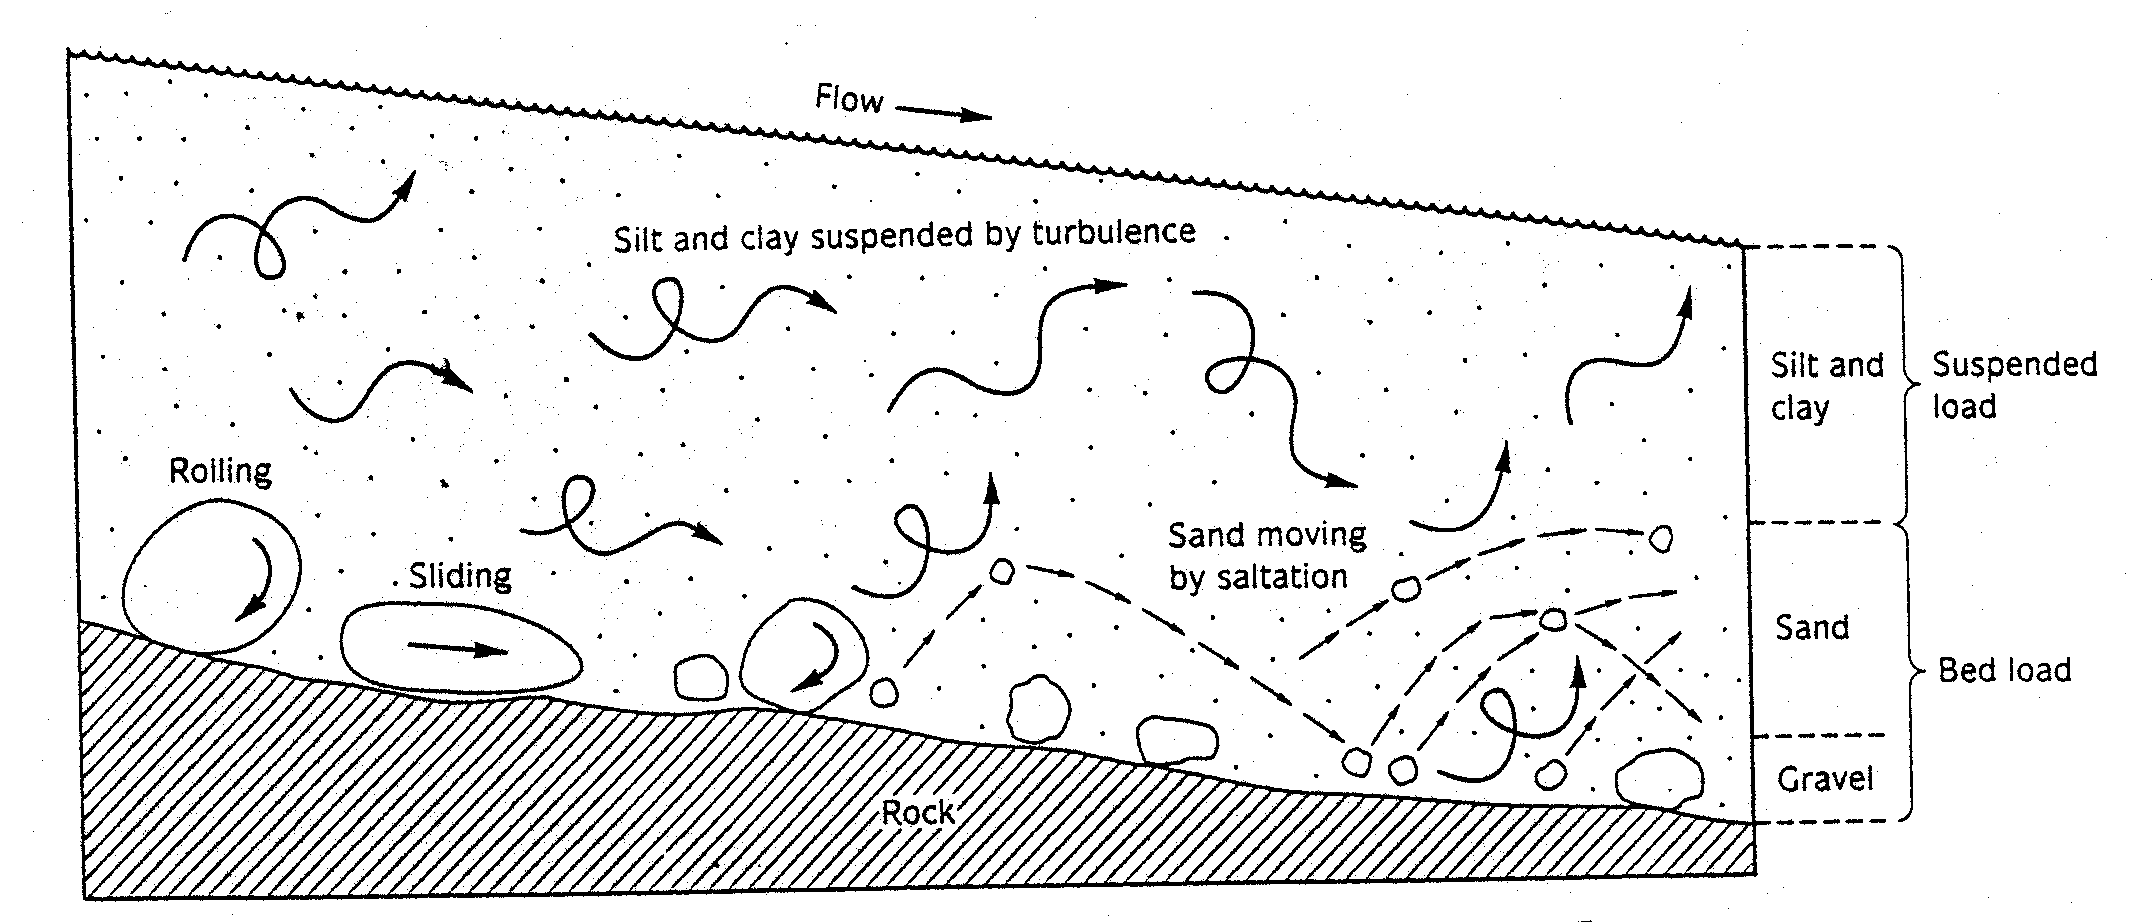 Flow
Silt and clay suspended by turbulence
Silt and
clay
Suspended
load
Rolling
Sliding
Sand moving
by saltation
Sand
Bed load
Gravel
Rock